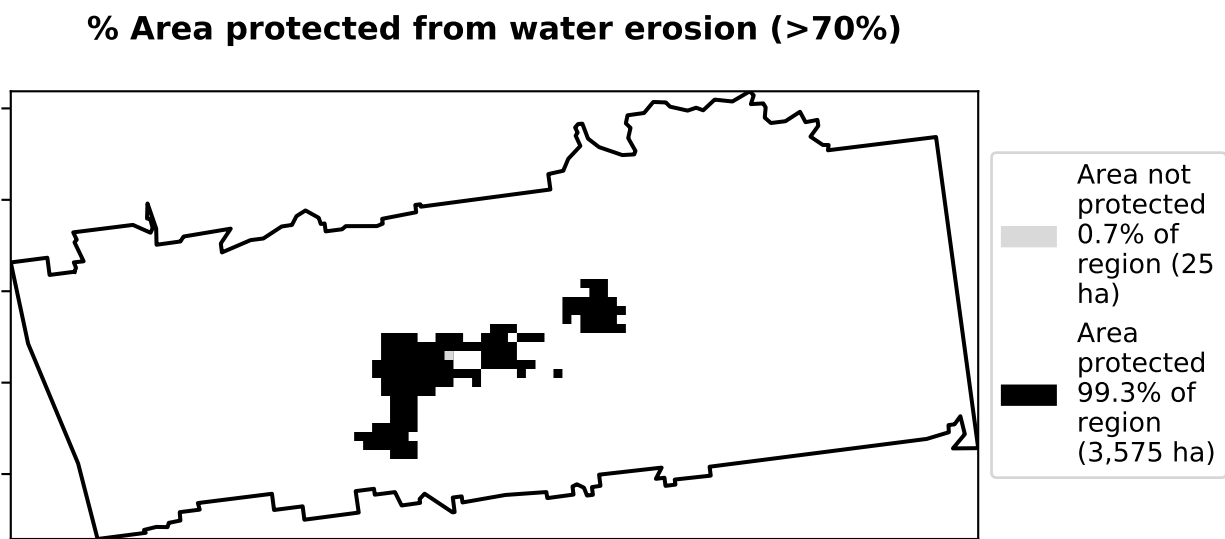 % Area protected from water erosion (>70%)
Area not
protected
0.7% of
region (25
ha)
Area
protected
99.3% of
region
(3,575 ha)